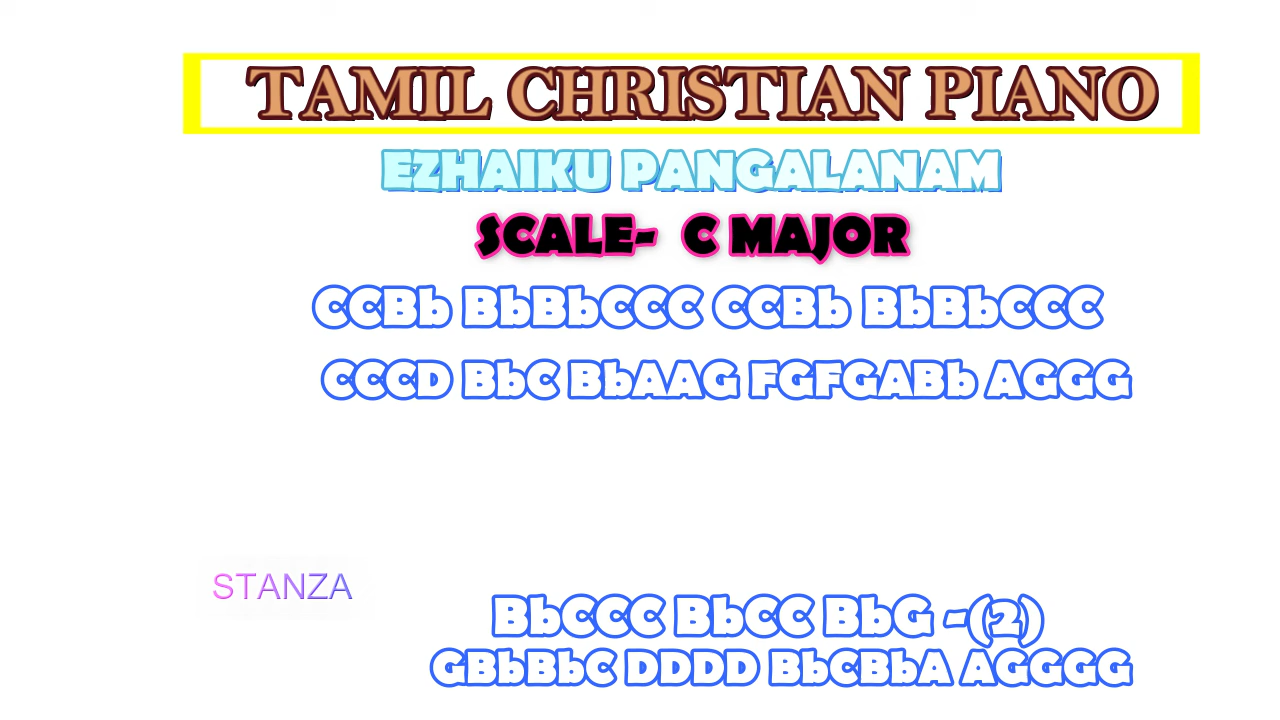 TAMIL CHRISTIAN PIANO
EZHAIKU PANGALANAM
SCALE- C MAJOR
CCBb BbBbCCC CCBb BbBbCCC
CCCD BbC BbAAG FGFGABb AGGG
STANZA
BbCCC BbCC BbG -(2)
GBbBbC DDDD BbCBbA AGGGG